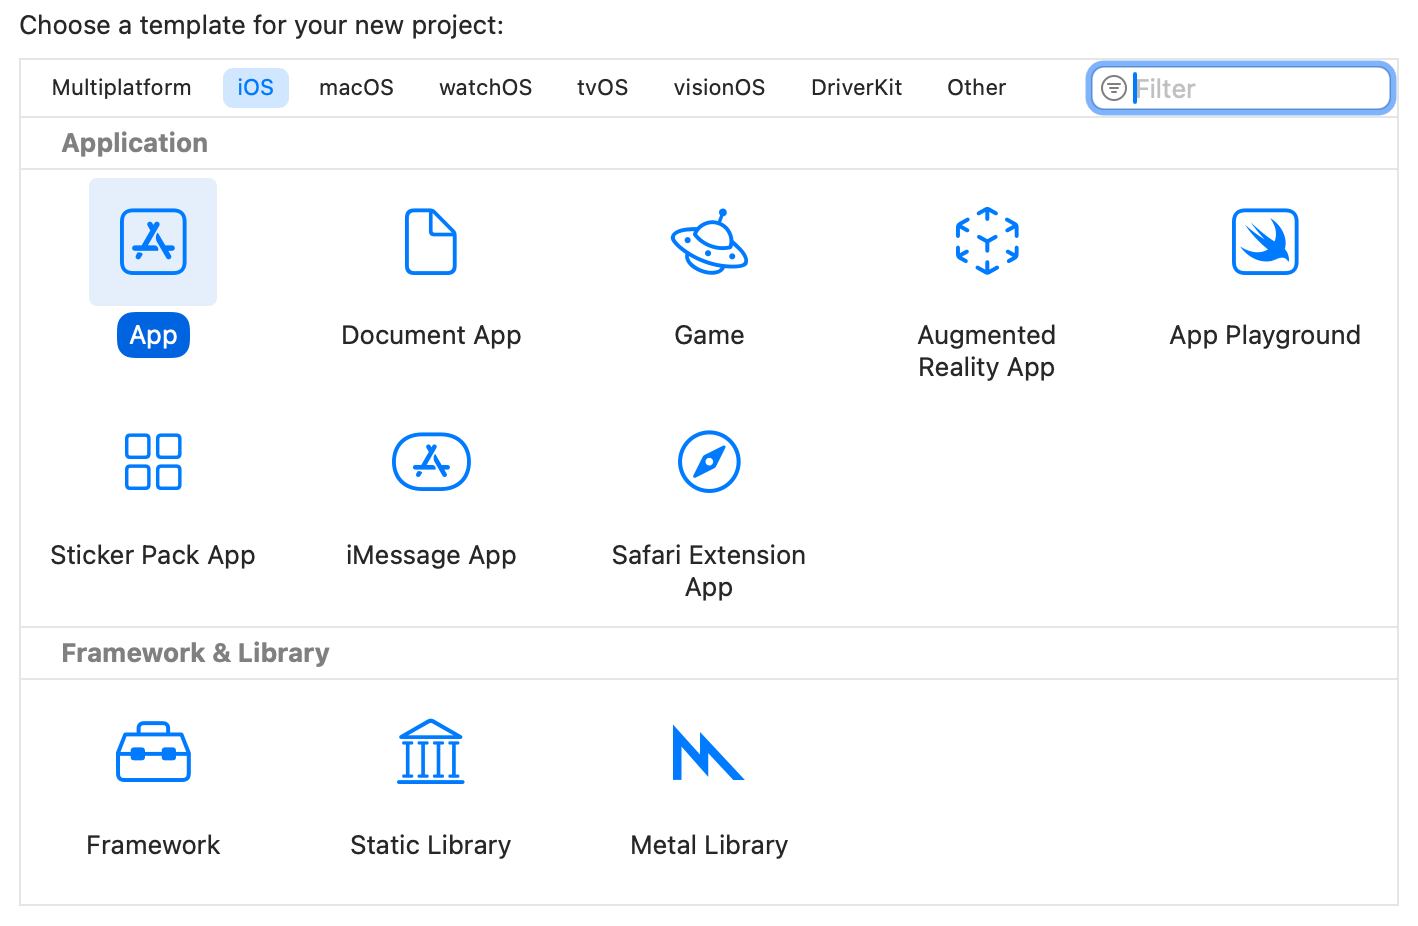 Choose a template for your new project:
Multiplatform iOS macOS watchOS tvOS visionOS DriverKit Other Filter
Application
App Document App Game Augmented Reality App App Playground
Sticker Pack App iMessage App Safari Extension App
Framework & Library
Framework Static Library Metal Library